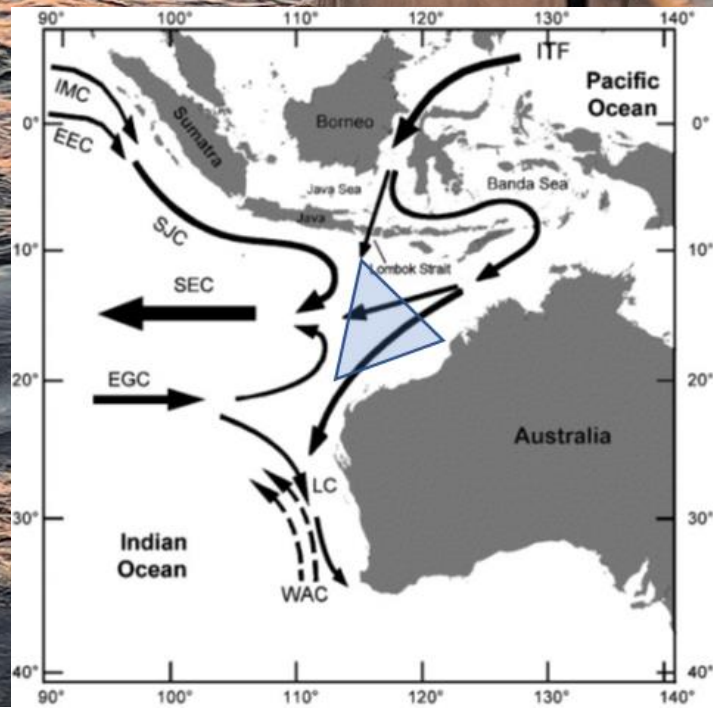 90° 100° 110° 120° 130° 140°
ITF
Pacific
Ocean
IMC
EEC
Sumatra
Borneo
0° 0°
Java Sea
Banda Sea
Java
SJC
10° 10°
Lombok Strait
SEC
20° 20°
EGC
Australia
LC
30° 30°
Indian
Ocean
WAC
40° 40°
90° 100° 110° 120° 130° 140°